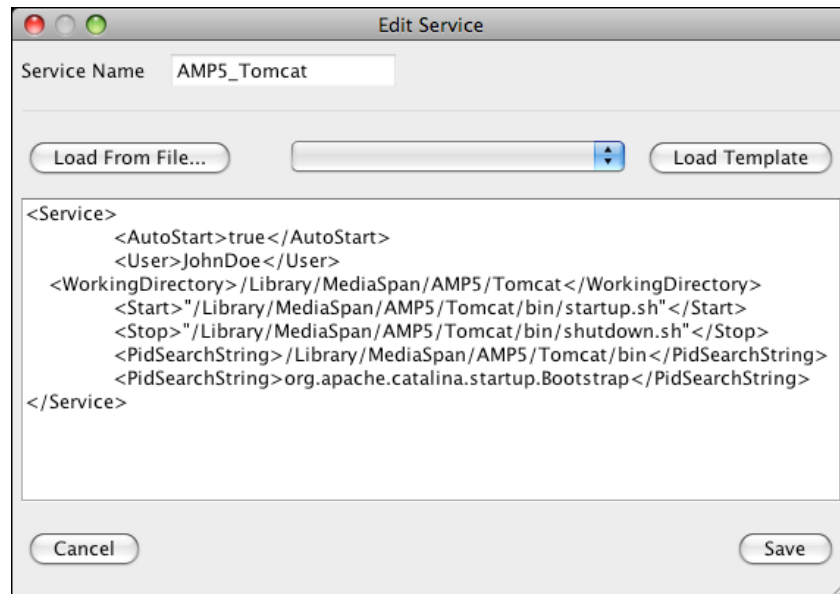 Edit Service
Service Name AMP5_Tomcat
Load From File... Load Template
<Service>
<AutoStart>true</AutoStart>
<User>JohnDoe</User>
<WorkingDirectory>/Library/MediaSpan/AMP5/Tomcat</WorkingDirectory>
<Start>"/Library/MediaSpan/AMP5/Tomcat/bin/startup.sh"</Start>
<Stop>"/Library/MediaSpan/AMP5/Tomcat/bin/shutdown.sh"</Stop>
<PidSearchString>/Library/MediaSpan/AMP5/Tomcat/bin</PidSearchString>
<PidSearchString>org.apache.catalina.startup.Bootstrap</PidSearchString>
</Service>
Cancel Save